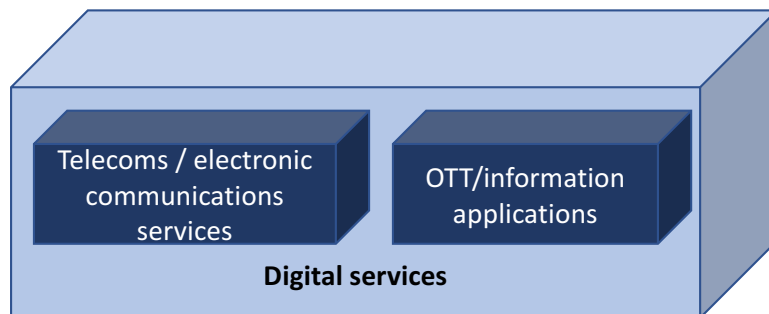 Telecoms / electronic
communications
services
OTT/information
applications
Digital services